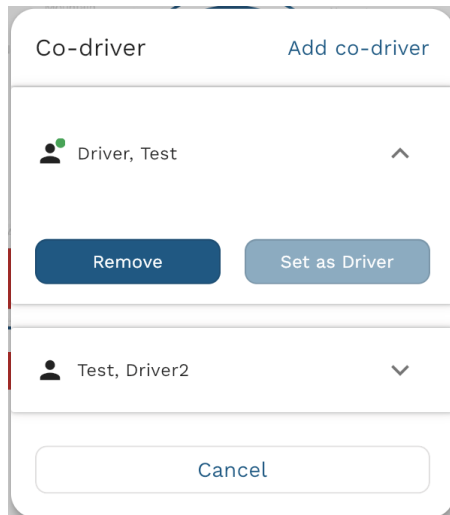 Co-driver
Add co-driver
Driver, Test
Remove
Set as Driver
Test, Driver2
Cancel